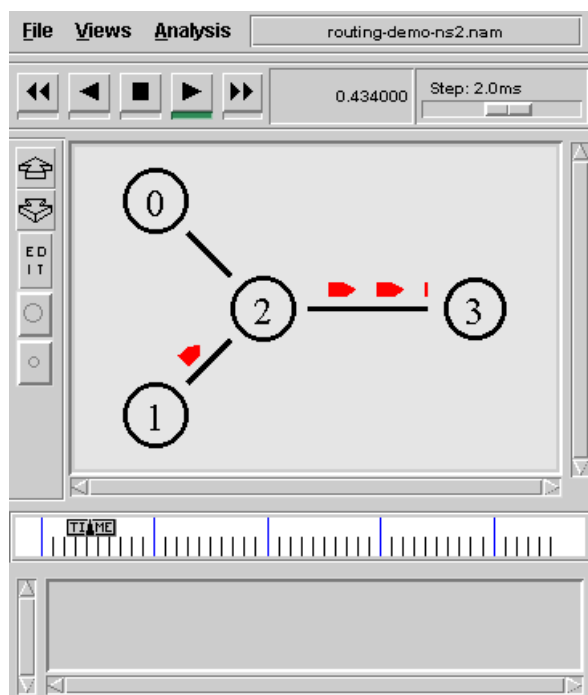 File Views Analysis routing-demo-ns2.nam
0.434000 Step: 2.0ms
ED
IT
0
2
3
1
TIME